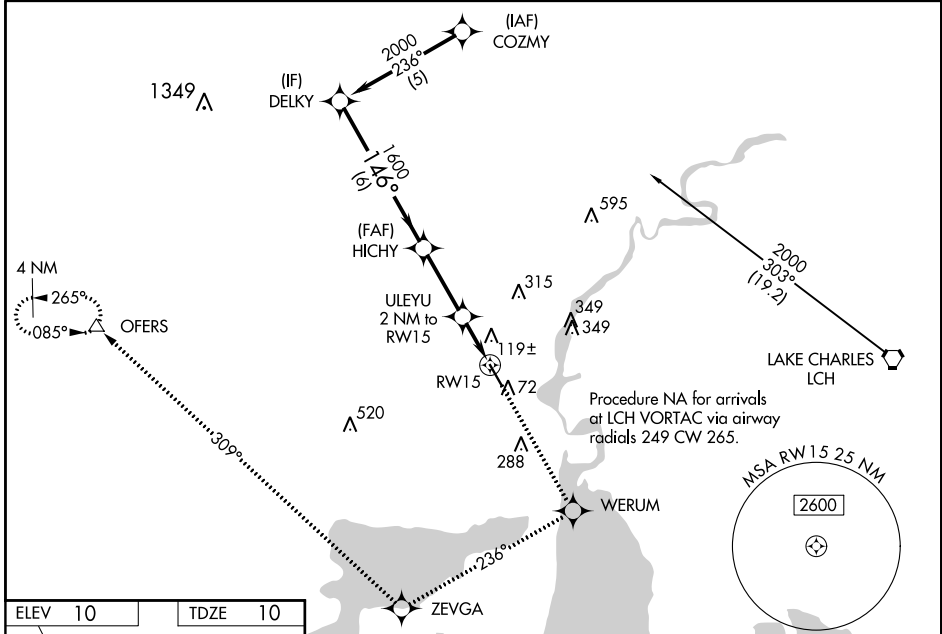 (IAF)
COZMY
2000
236°
(5)
(IF)
DELKY
1349
1600
146°
(6)
595
2000
303°
(19.2)
(FAF)
HICHY
4 NM
265°
085°
OFERS
315
ULEYU
2 NM to
RW15
349
349
119±
LAKE CHARLES
LCH
RW15
72
Procedure NA for arrivals
at LCH VORTAC via airway
radials 249 CW 265.
520
309°
288
MSA RW15 25 NM
2600
WERUM
236°
ZEVGA
ELEV 10
TDZE 10